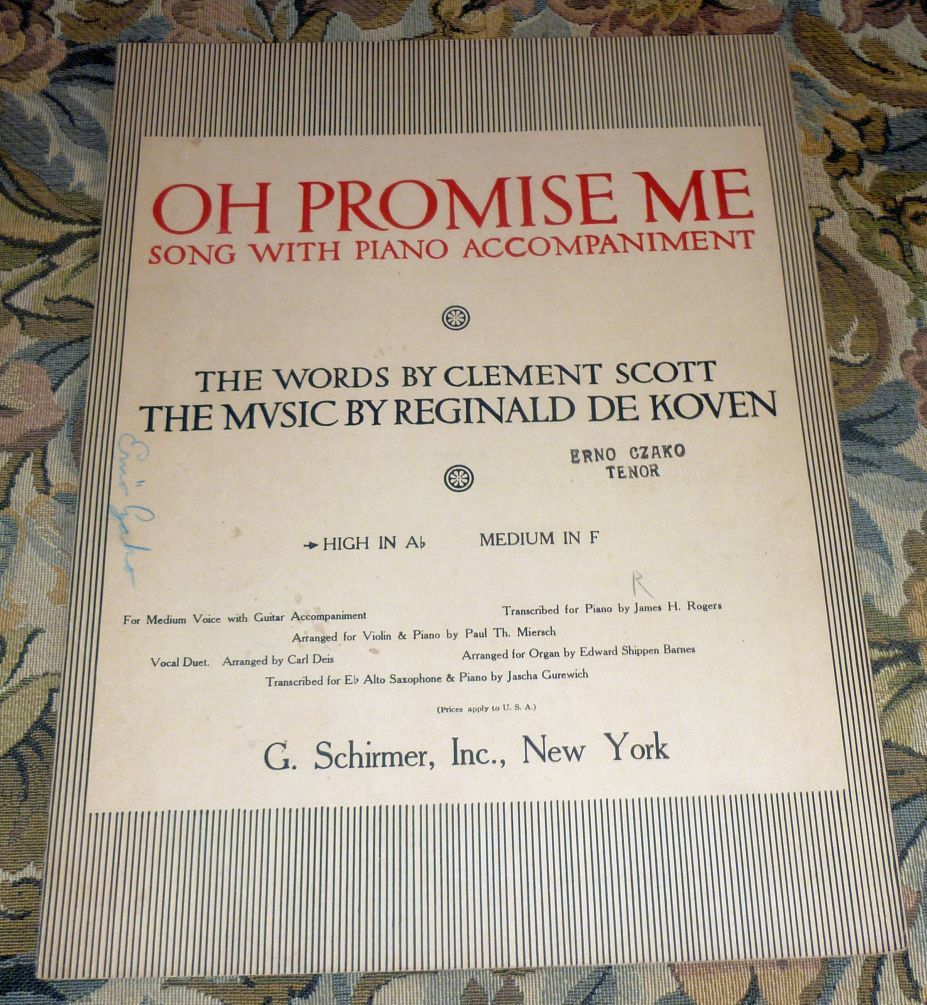 OH PROMISE ME
SONG WITH PIANO ACCOMPANIMENT
THE WORDS BY CLEMENT SCOTT
THE MVSIC BY REGINALD DE KOVEN
ERNO CZAKO
TENOR
Ernö Czako
→HIGH IN A♭ MEDIUM IN F
R
For Medium Voice with Guitar Accompaniment Transcribed for Piano by James H. Rogers
Arranged for Violin & Piano by Paul Th. Miersch
Vocal Duet. Arranged by Carl Deis Arranged for Organ by Edward Shippen Barnes
Transcribed for E♭ Alto Saxophone & Piano by Jascha Gurewich
(Prices apply to U. S. A.)
G. Schirmer, Inc., New York